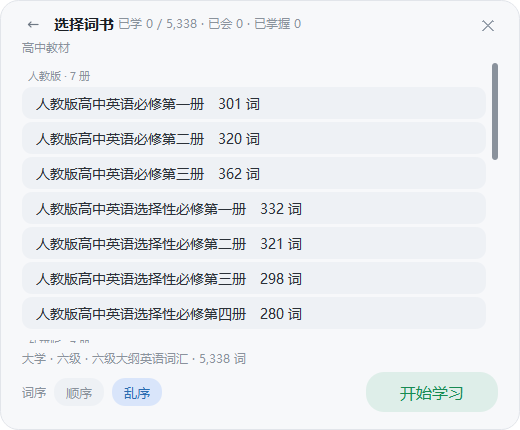 ← 选择词书 已学 0 / 5,338 · 已会 0 · 已掌握 0
高中教材
人教版 · 7 册
人教版高中英语必修第一册 301 词
人教版高中英语必修第二册 320 词
人教版高中英语必修第三册 362 词
人教版高中英语选择性必修第一册 332 词
人教版高中英语选择性必修第二册 321 词
人教版高中英语选择性必修第三册 298 词
人教版高中英语选择性必修第四册 280 词
大学 · 六级 · 六级大纲英语词汇 · 5,338 词
词序 顺序 乱序 开始学习